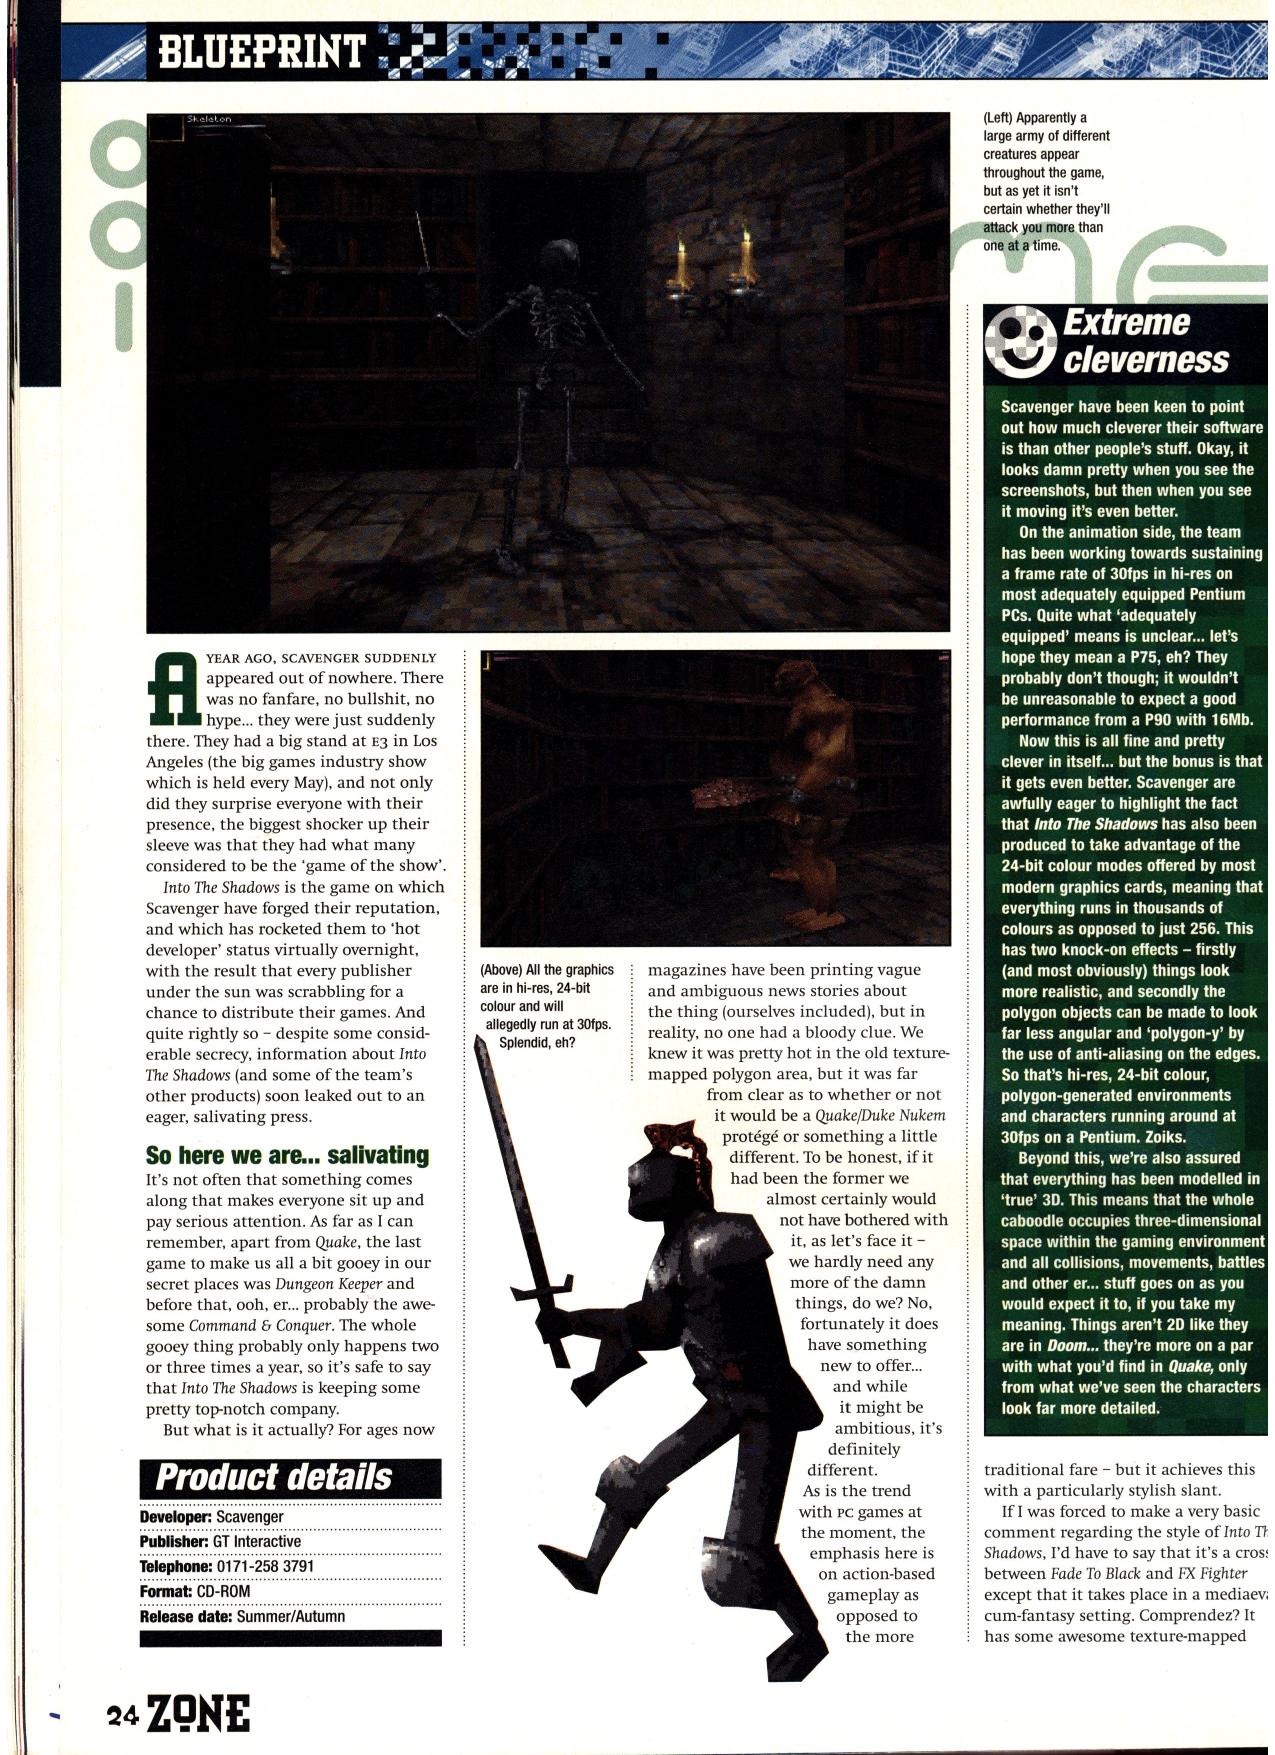 BLUEPRINT
Skeleton
(Left) Apparently a
large army of different
creatures appear
throughout the game,
but as yet it isn't
certain whether they'll
attack you more than
one at a time.
A YEAR AGO, SCAVENGER SUDDENLY
appeared out of nowhere. There
was no fanfare, no bullshit, no
hype... they were just suddenly
there. They had a big stand at E3 in Los
Angeles (the big games industry show
which is held every May), and not only
did they surprise everyone with their
presence, the biggest shocker up their
sleeve was that they had what many
considered to be the 'game of the show'.
Into The Shadows is the game on which
Scavenger have forged their reputation,
and which has rocketed them to 'hot
developer' status virtually overnight,
with the result that every publisher
under the sun was scrabbling for a
chance to distribute their games. And
quite rightly so – despite some consid-
erable secrecy, information about Into
The Shadows (and some of the team's
other products) soon leaked out to an
eager, salivating press.
So here we are... salivating
It's not often that something comes
along that makes everyone sit up and
pay serious attention. As far as I can
remember, apart from Quake, the last
game to make us all a bit gooey in our
secret places was Dungeon Keeper and
before that, ooh, er... probably the awe-
some Command & Conquer. The whole
gooey thing probably only happens two
or three times a year, so it's safe to say
that Into The Shadows is keeping some
pretty top-notch company.
But what is it actually? For ages now
Product details
Developer: Scavenger
Publisher: GT Interactive
Telephone: 0171-258 3791
Format: CD-ROM
Release date: Summer/Autumn
(Above) All the graphics
are in hi-res, 24-bit
colour and will
allegedly run at 30fps.
Splendid, eh?
magazines have been printing vague
and ambiguous news stories about
the thing (ourselves included), but in
reality, no one had a bloody clue. We
knew it was pretty hot in the old texture-
mapped polygon area, but it was far
from clear as to whether or not
it would be a Quake/Duke Nukem
protégé or something a little
different. To be honest, if it
had been the former we
almost certainly would
not have bothered with
it, as let's face it –
we hardly need any
more of the damn
things, do we? No,
fortunately it does
have something
new to offer...
and while
it might be
ambitious, it's
definitely
different.
As is the trend
with PC games at
the moment, the
emphasis here is
on action-based
gameplay as
opposed to
the more
Extreme
cleverness
Scavenger have been keen to point
out how much cleverer their software
is than other people's stuff. Okay, it
looks damn pretty when you see the
screenshots, but then when you see
it moving it's even better.
On the animation side, the team
has been working towards sustaining
a frame rate of 30fps in hi-res on
most adequately equipped Pentium
PCs. Quite what 'adequately
equipped' means is unclear... let's
hope they mean a P75, eh? They
probably don't though; it wouldn't
be unreasonable to expect a good
performance from a P90 with 16Mb.
Now this is all fine and pretty
clever in itself... but the bonus is that
it gets even better. Scavenger are
awfully eager to highlight the fact
that Into The Shadows has also been
produced to take advantage of the
24-bit colour modes offered by most
modern graphics cards, meaning that
everything runs in thousands of
colours as opposed to just 256. This
has two knock-on effects – firstly
(and most obviously) things look
more realistic, and secondly the
polygon objects can be made to look
far less angular and 'polygon-y' by
the use of anti-aliasing on the edges.
So that's hi-res, 24-bit colour,
polygon-generated environments
and characters running around at
30fps on a Pentium. Zoiks.
Beyond this, we're also assured
that everything has been modelled in
'true' 3D. This means that the whole
caboodle occupies three-dimensional
space within the gaming environment
and all collisions, movements, battles
and other er... stuff goes on as you
would expect it to, if you take my
meaning. Things aren't 2D like they
are in Doom... they're more on a par
with what you'd find in Quake, only
from what we've seen the characters
look far more detailed.
traditional fare – but it achieves this
with a particularly stylish slant.
If I was forced to make a very basic
comment regarding the style of Into Th
Shadows, I'd have to say that it's a cross
between Fade To Black and FX Fighter
except that it takes place in a mediaeva
cum-fantasy setting. Comprendez? It
has some awesome texture-mapped
24 ZONE